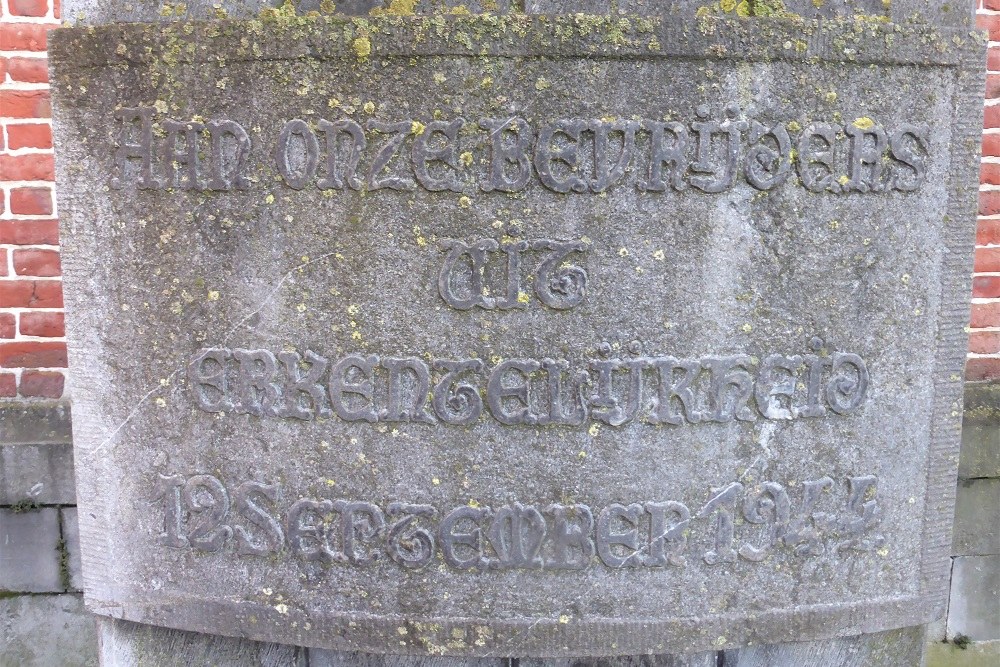 Aan Onze Bevrijders
uit
Erkentelijkheid
12 September 1944